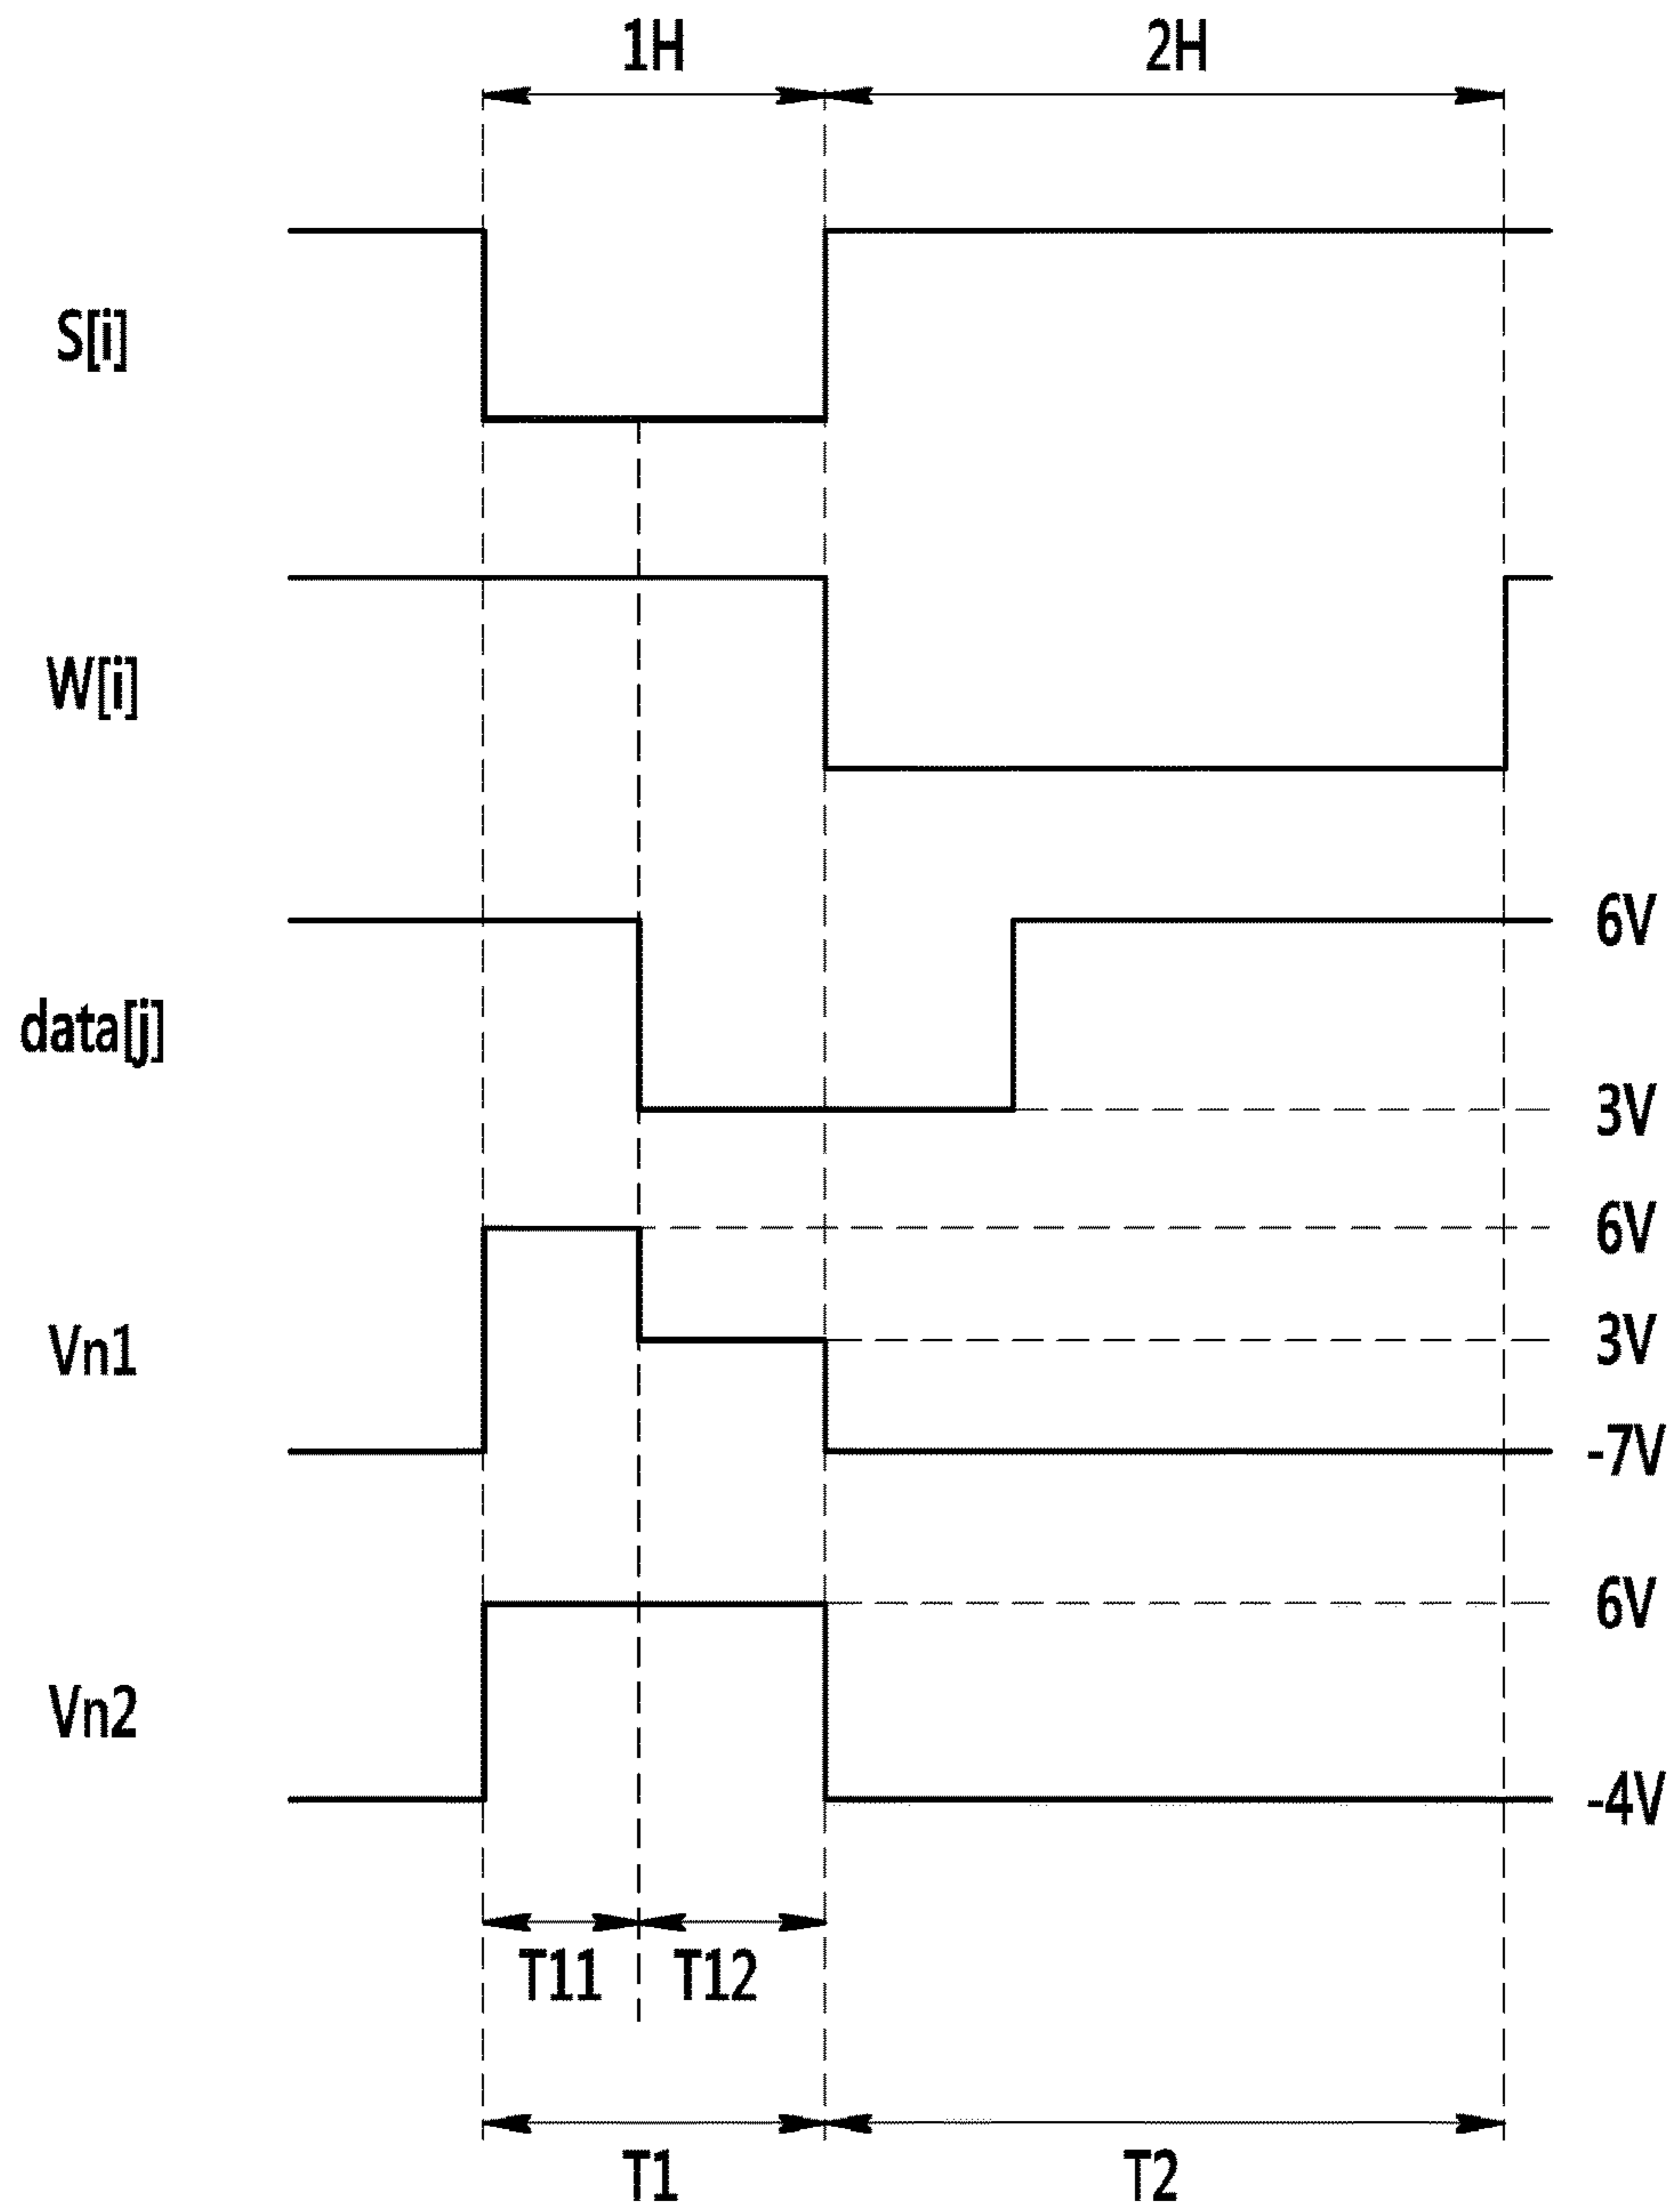 1H 2H
S[i]
W[i]
6V
data[j]
3V
6V
Vn1 3V
-7V
6V
Vn2
-4V
T11 T12
T1 T2